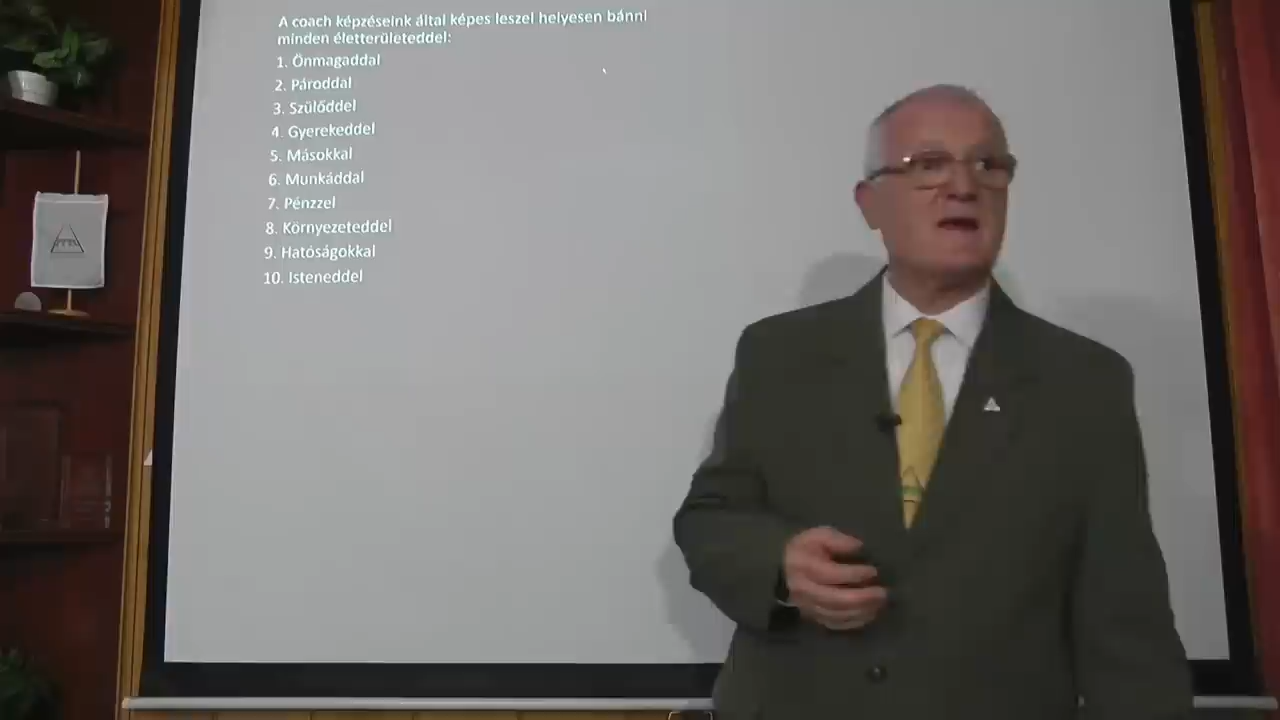 A coach képzéseink által képes leszel helyesen bánni
minden életterületeddel:
1. Önmagaddal
2. Pároddal
3. Szülőddel
4. Gyerekeddel
5. Másokkal
6. Munkáddal
7. Pénzzel
8. Környezeteddel
9. Hatóságokkal
10. Isteneddel